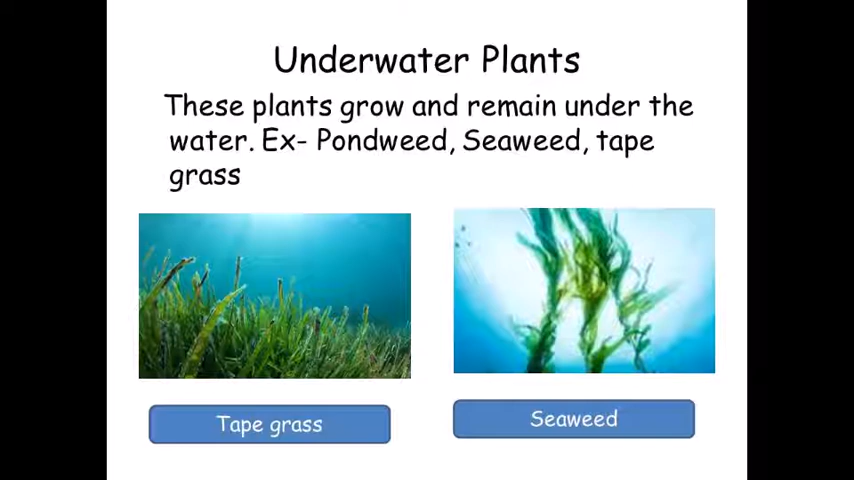 Underwater Plants
These plants grow and remain under the
water. Ex- Pondweed, Seaweed, tape
grass
Tape grass
Seaweed